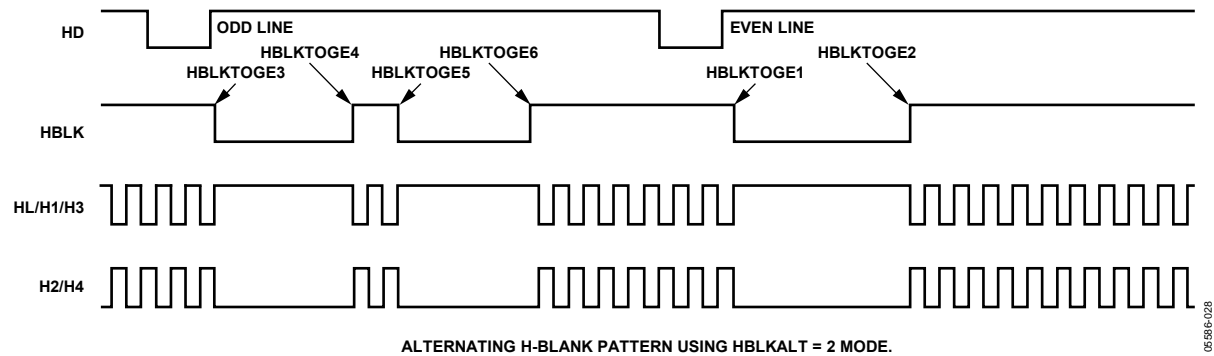 HD
ODD LINE
EVEN LINE
HBLKTOGE4
HBLKTOGE6
HBLKTOGE2
HBLKTOGE3
HBLKTOGE5
HBLKTOGE1
HBLK
HL/H1/H3
H2/H4
ALTERNATING H-BLANK PATTERN USING HBLKALT = 2 MODE.
05586-028